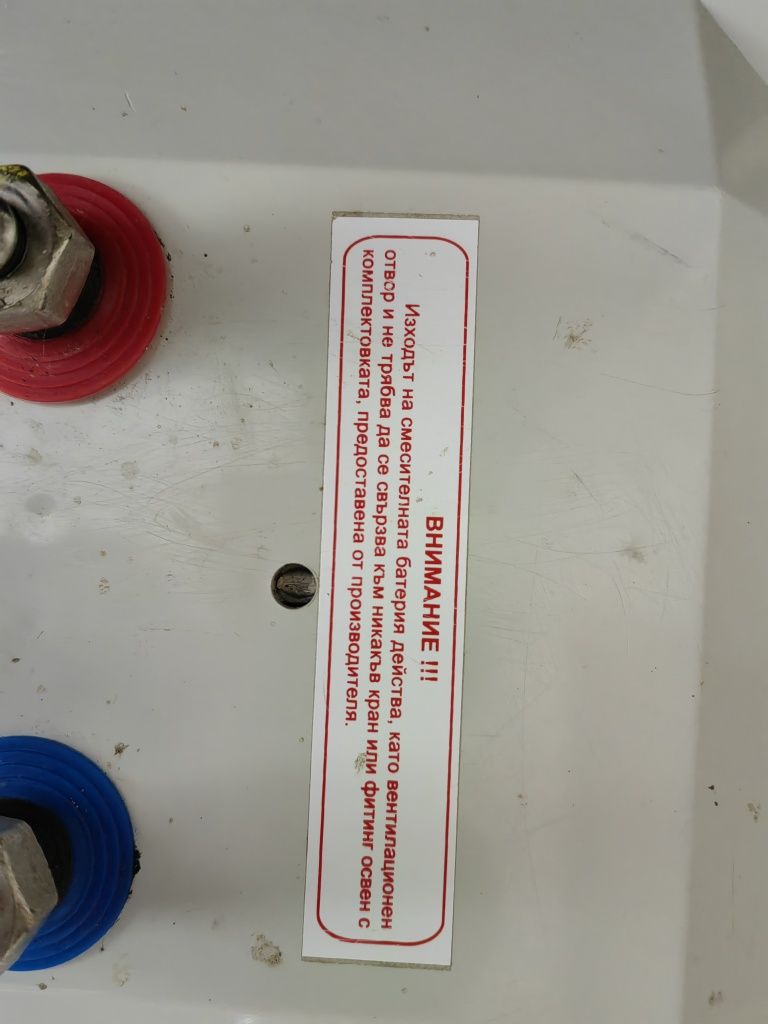 ВНИМАНИЕ !!!
Изходът на смесителната батерия действа, като вентилационен
отвор и не трябва да се свързва към никакъв кран или фитинг освен с
комплектовката, предоставена от производителя.